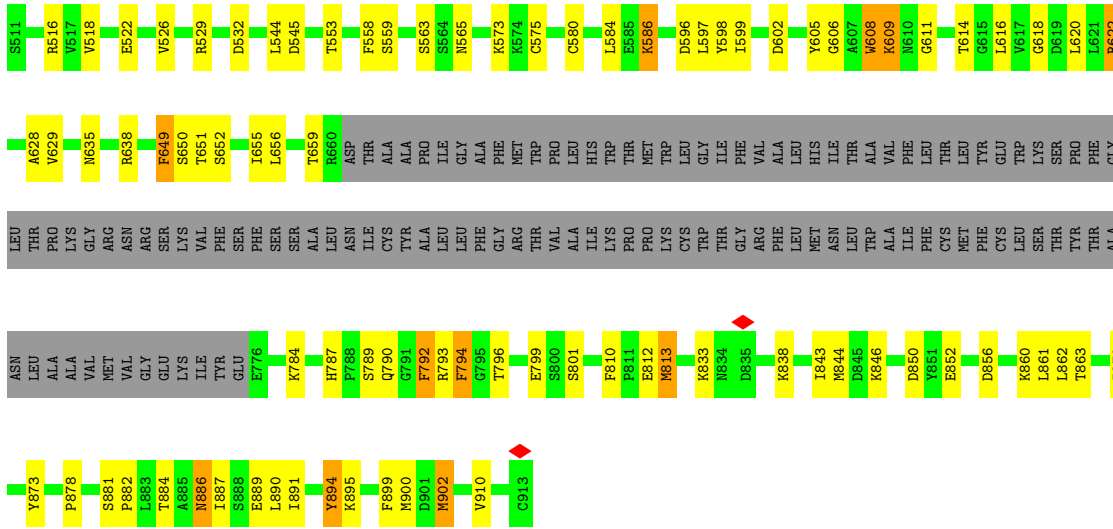 S511 R516 V517 V518 E522 V526 R529 D532 L544 D545 T553 F558 S559 S563 S564 N565 K573 K574 C575 C580 L584 E585 K586 D596 L597 Y598 I599 D602 Y605 G606 A607 W608 K609 N610 G611 T614 G615 L616 V617 G618 D619 L620 L621
A628 V629 N635 R638 F649 S650 T651 S652 I655 L656 T659 R660 ASP THR ALA ALA PRO ILE GLY ALA PHE MET TRP PRO LEU HIS TRP THR MET TRP LEU GLY ILE PHE VAL ALA LEU HIS ILE THR ALA VAL PHE LEU THR LEU TYR GLU TRP LYS SER PRO PHE GLY
LEU THR PRO LYS GLY ARG ASN ARG SER LYS VAL PHE SER PHE SER SER ALA LEU ASN ILE CYS TYR ALA LEU LEU PHE GLY ARG THR VAL ALA ILE LYS PRO PRO LYS CYS TRP THR GLY ARG PHE LEU MET ASN LEU TRP ALA ILE PHE CYS MET PHE CYS LEU SER THR TYR THR ALA
ASN LEU ALA ALA VAL MET VAL GLY GLU LYS ILE TYR GLU E776 K784 H787 P788 S789 Q790 G791 F792 R793 F794 G795 T796 E799 S800 S801 F810 P811 E812 M813 K833 N834 D835 K838 I843 M844 D845 K846 D850 Y851 E852 D856 K860 L861 L862 T863
Y873 P878 S881 P882 L883 T884 A885 N886 I887 S888 E889 L890 I891 Y894 K895 F899 M900 D901 M902 V910 C913